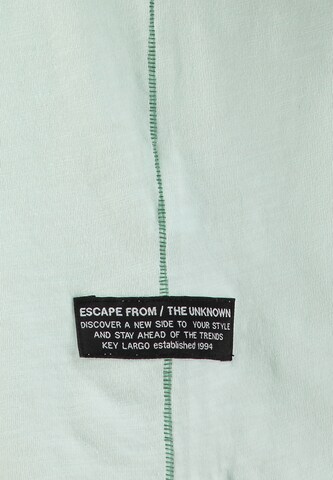 ESCAPE FROM / THE UNKNOWN
DISCOVER A NEW SIDE TO YOUR STYLE
AND STAY AHEAD OF THE TRENDS
KEY LARGO established 1994